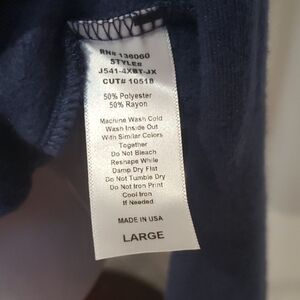 RN# 136060
STYLE#
J541-4XBT-JX
CUT# 10518
50% Polyester
50% Rayon
Machine Wash Cold
Wash Inside Out
With Similar Colors
Together
Do Not Bleach
Reshape While
Damp Dry Flat
Do Not Tumble Dry
Do Not Iron Print
Cool Iron
If Needed
MADE IN USA
LARGE